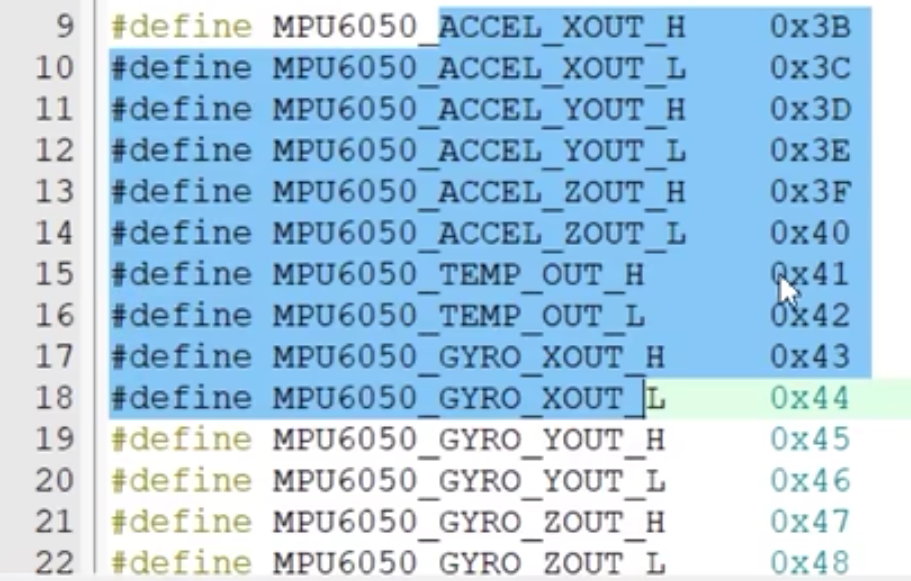 9 #define MPU6050_ACCEL_XOUT_H 0x3B
10 #define MPU6050_ACCEL_XOUT_L 0x3C
11 #define MPU6050_ACCEL_YOUT_H 0x3D
12 #define MPU6050_ACCEL_YOUT_L 0x3E
13 #define MPU6050_ACCEL_ZOUT_H 0x3F
14 #define MPU6050_ACCEL_ZOUT_L 0x40
15 #define MPU6050_TEMP_OUT_H 0x41
16 #define MPU6050_TEMP_OUT_L 0x42
17 #define MPU6050_GYRO_XOUT_H 0x43
18 #define MPU6050_GYRO_XOUT_L 0x44
19 #define MPU6050_GYRO_YOUT_H 0x45
20 #define MPU6050_GYRO_YOUT_L 0x46
21 #define MPU6050_GYRO_ZOUT_H 0x47
22 #define MPU6050_GYRO_ZOUT_L 0x48